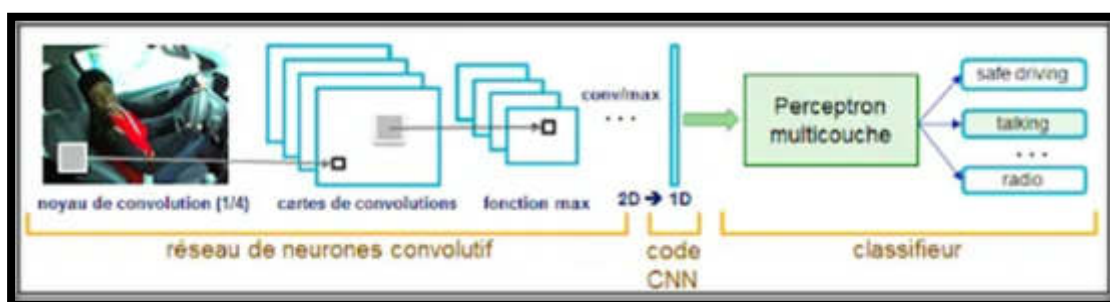 noyau de convolution (1/4)
cartes de convolutions
fonction max
conv/max
...
2D ➔ 1D
Perceptron
multicouche
safe driving
talking
...
radio
réseau de neurones convolutif
code
CNN
classifieur